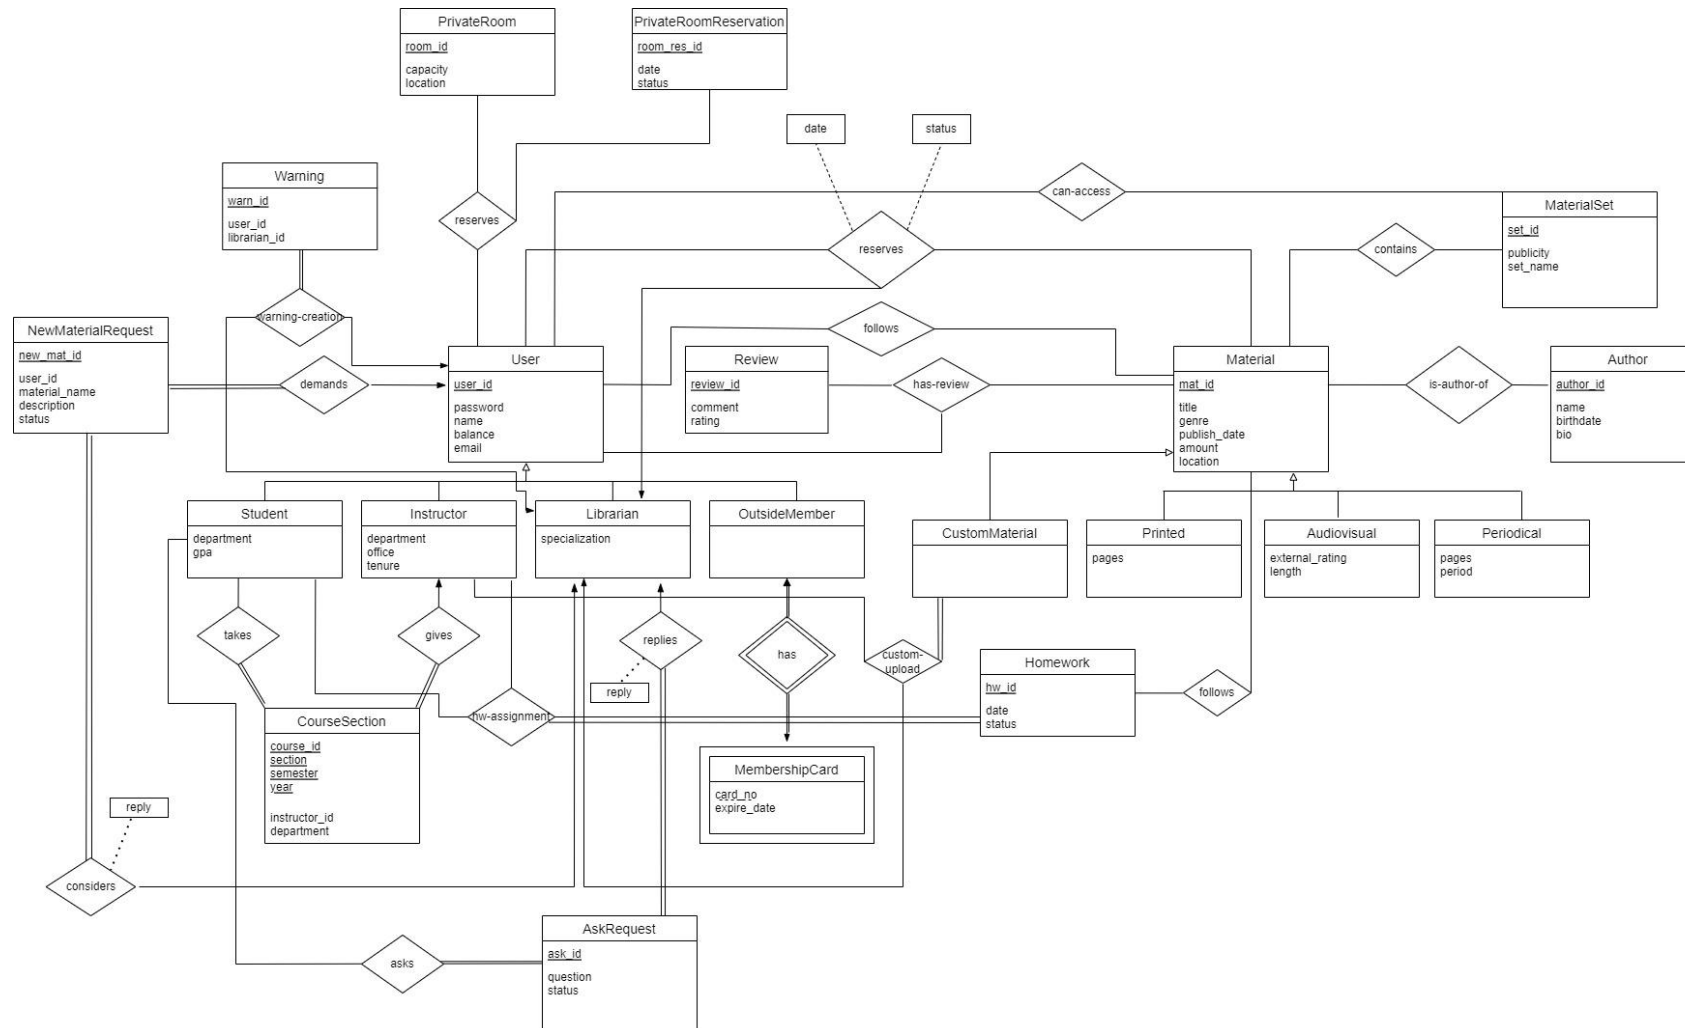 PrivateRoom
room_id
capacity
location
PrivateRoomReservation
room_res_id
date
status
date
status
Warning
warn_id
user_id
librarian_id
reserves
can-access
MaterialSet
set_id
publicity
set_name
reserves
contains
warning-creation
NewMaterialRequest
new_mat_id
user_id
material_name
description
status
demands
User
user_id
password
name
balance
email
follows
Review
review_id
comment
rating
has-review
Material
mat_id
title
genre
publish_date
amount
location
is-author-of
Author
author_id
name
birthdate
bio
Student
department
gpa
Instructor
department
office
tenure
Librarian
specialization
OutsideMember
CustomMaterial
Printed
pages
Audiovisual
external_rating
length
Periodical
pages
period
takes
gives
replies
reply
has
custom-
upload
Homework
hw_id
date
status
follows
hw-assignment
CourseSection
course_id
section
semester
year
instructor_id
department
MembershipCard
card_no
expire_date
reply
considers
asks
AskRequest
ask_id
question
status